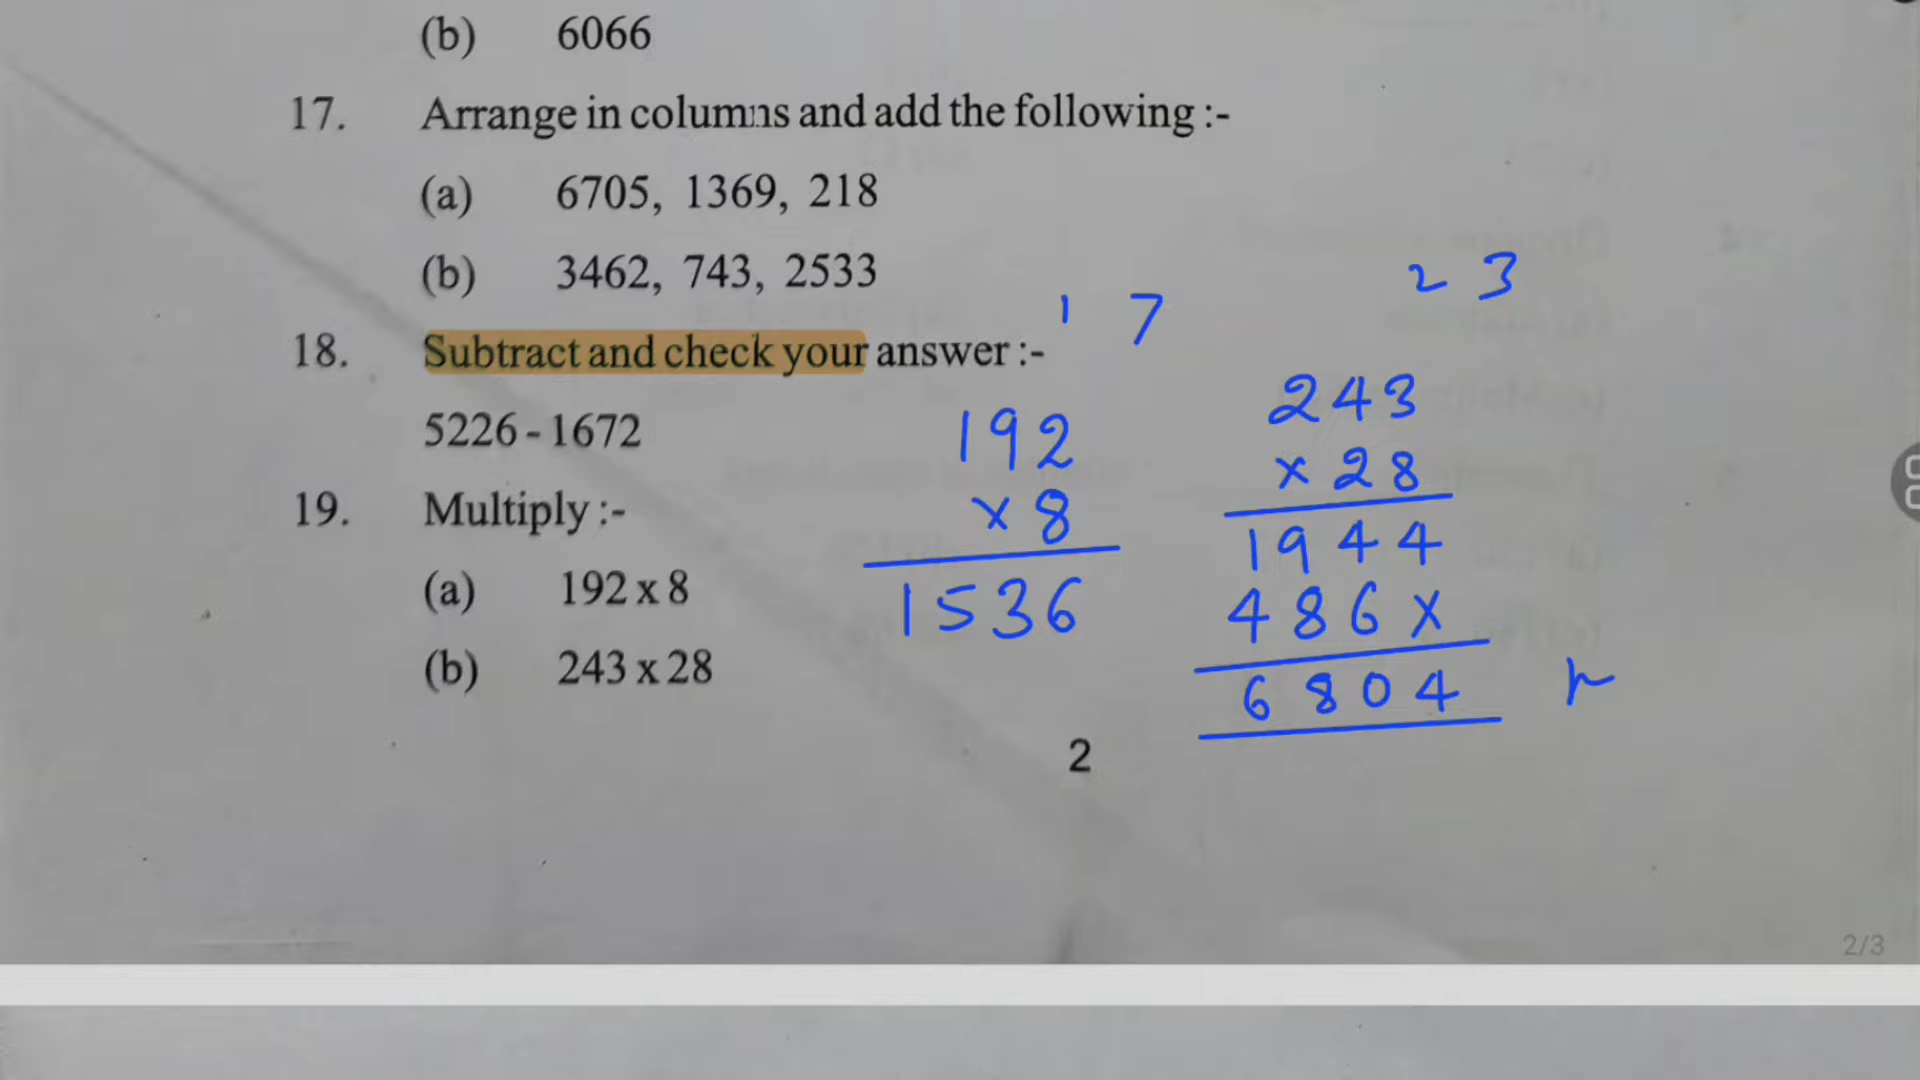 (b) 6066
17. Arrange in columns and add the following :-
(a) 6705, 1369, 218
(b) 3462, 743, 2533
18. Subtract and check your answer :-
5226 - 1672
19. Multiply :-
(a) 192 x 8
(b) 243 x 28
1 7
192
x 8
1536
2 3
243
x 28
1944
486x
6804
2
2/3